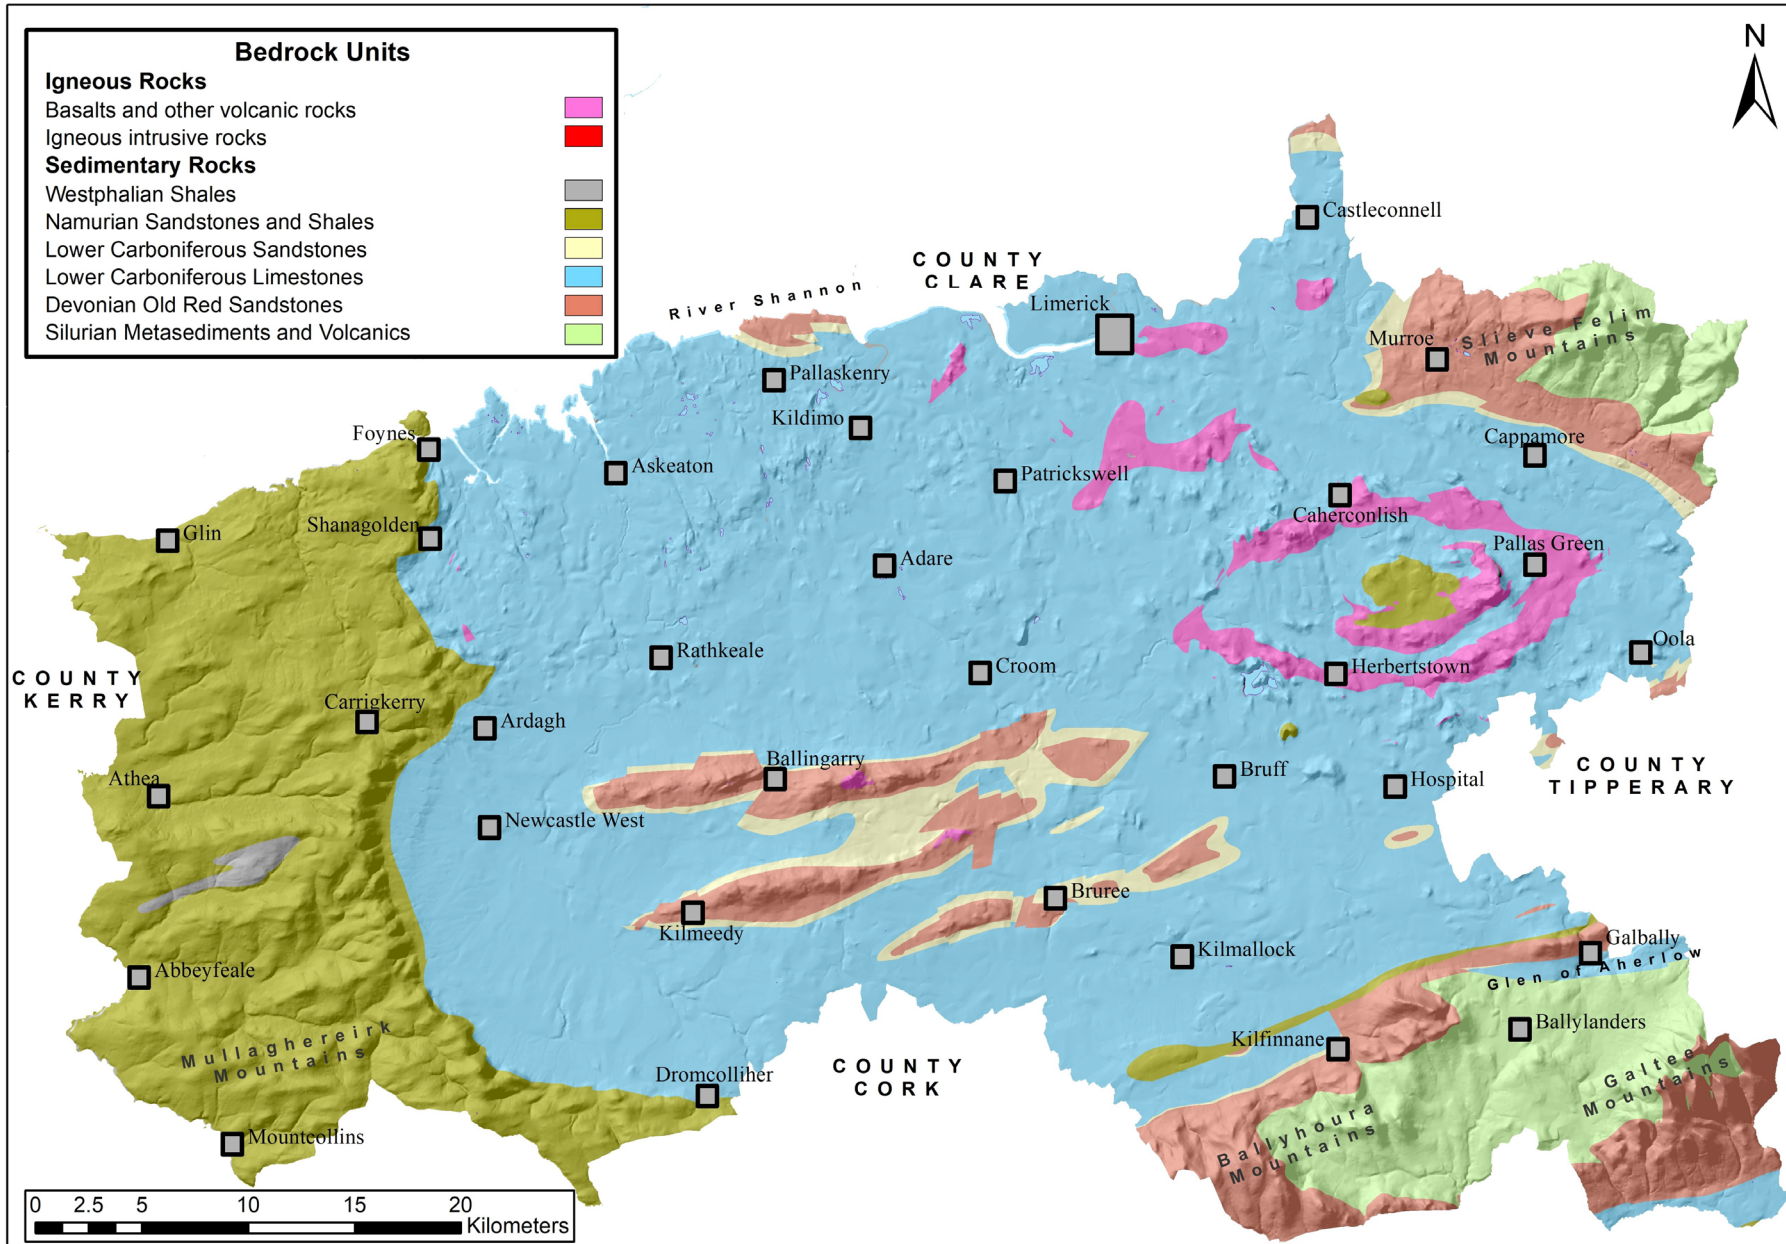 Bedrock Units
Igneous Rocks
Basalts and other volcanic rocks
Igneous intrusive rocks
Sedimentary Rocks
Westphalian Shales
Namurian Sandstones and Shales
Lower Carboniferous Sandstones
Lower Carboniferous Limestones
Devonian Old Red Sandstones
Silurian Metasediments and Volcanics
N
Castleconnell
COUNTY
CLARE
River Shannon
Limerick
Murroe
Slieve Felim
Mountains
Pallaskenry
Kildimo
Foynes
Askeaton
Patrickswell
Cappamore
Caherconlish
Shanagolden
Glin
Adare
Pallas Green
Rathkeale
Croom
Herbertstown
Oola
COUNTY
KERRY
Carrigkerry
Ardagh
Ballingarry
Bruff
Hospital
COUNTY
TIPPERARY
Athea
Newcastle West
Bruree
Kilmeedy
Kilmallock
Galbally
Glen of Aherlow
Abbeyfeale
Mullaghereirk
Mountains
Kilfinnane
Ballylanders
Dromcolliher
COUNTY
CORK
Galtee
Mountains
Ballyhoura
Mountains
Mountcollins
0 2.5 5 10 15 20
Kilometers